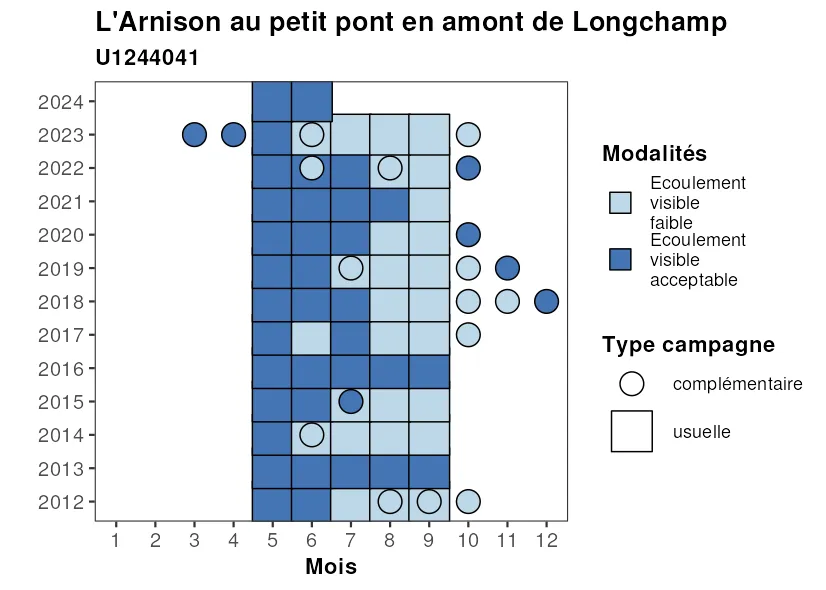 L'Arnison au petit pont en amont de Longchamp
U1244041
2024
2023
2022
2021
2020
2019
2018
2017
2016
2015
2014
2013
2012
1 2 3 4 5 6 7 8 9 10 11 12
Mois
Modalités
Ecoulement
visible
faible
Ecoulement
visible
acceptable
Type campagne
complémentaire
usuelle